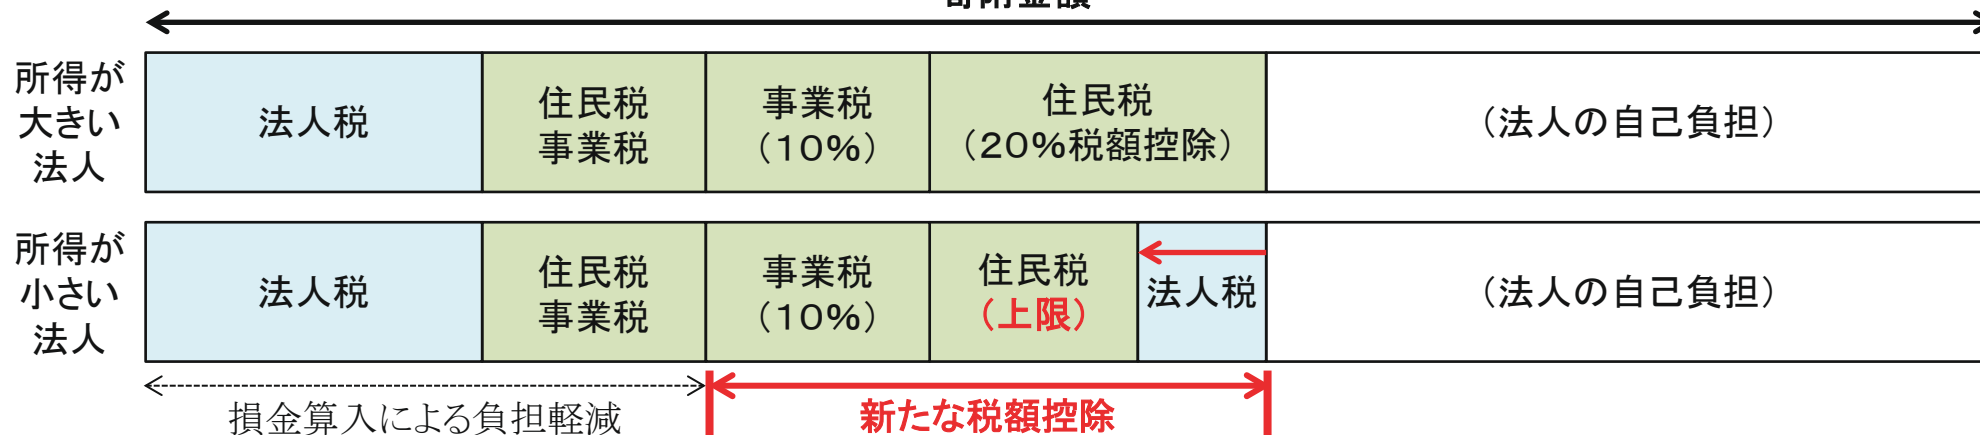 寄附金額
所得が
大きい
法人
法人税
住民税
事業税
事業税
(10%)
住民税
(20%税額控除)
(法人の自己負担)
所得が
小さい
法人
法人税
住民税
事業税
事業税
(10%)
住民税
(上限)
法人税
(法人の自己負担)
損金算入による負担軽減
新たな税額控除